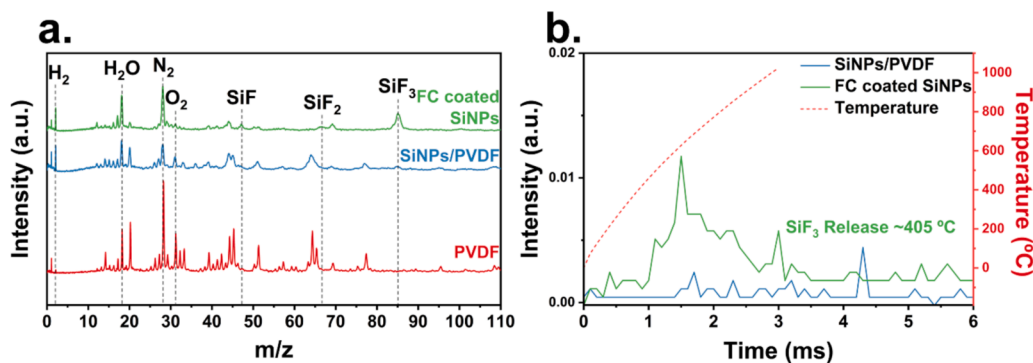 a.
H₂
H₂O
N₂
O₂
SiF
SiF₂
SiF₃
FC coated
SiNPs
SiNPs/PVDF
PVDF
Intensity (a.u.)
0 10 20 30 40 50 60 70 80 90 100 110
m/z
b.
0.02
0.01
0.00
Intensity (a.u.)
SiNPs/PVDF
FC coated SiNPs
Temperature
SiF₃ Release ~405 ºC
1000
800
600
400
200
0
Temperature (ºC)
0 1 2 3 4 5 6
Time (ms)